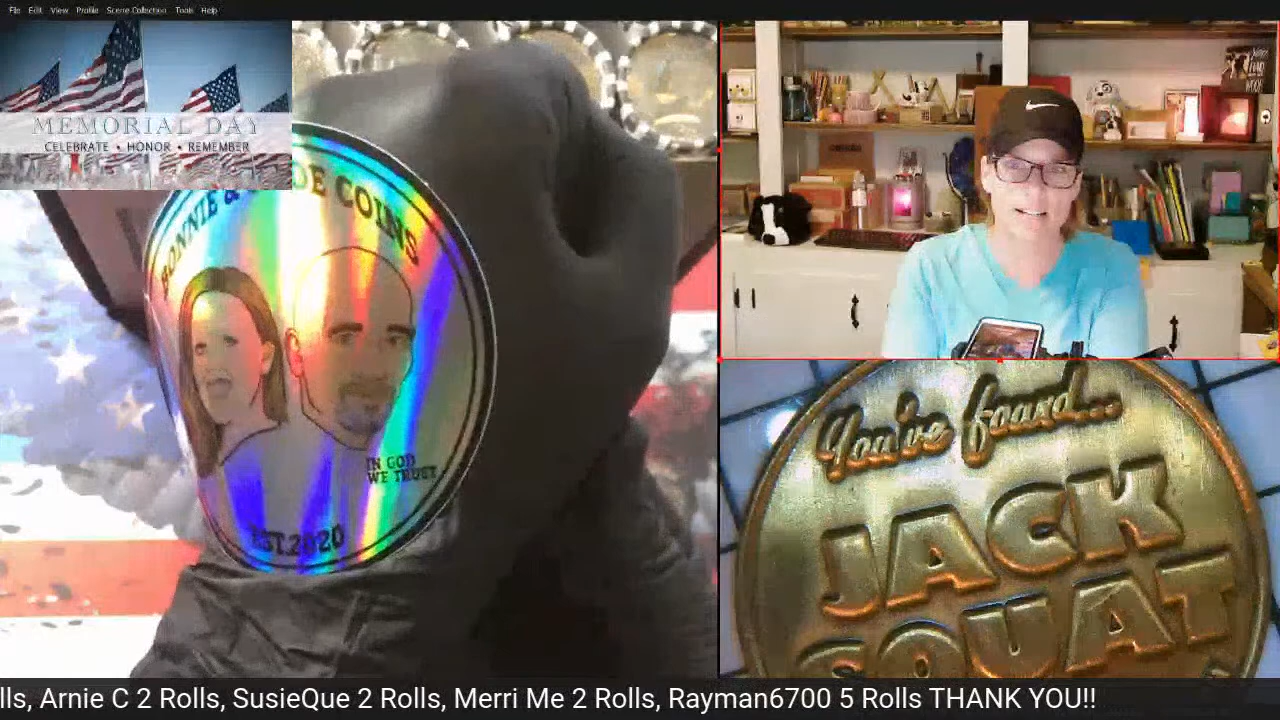 File Edit View Profile Scene Collection Tools Help
MEMORIAL DAY
CELEBRATE • HONOR • REMEMBER
BONNIE & DE COINS
IN GOD
WE TRUST
EST.2020
You've found...
JACK
SQUAT
lls, Arnie C 2 Rolls, SusieQue 2 Rolls, Merri Me 2 Rolls, Rayman6700 5 Rolls THANK YOU!!